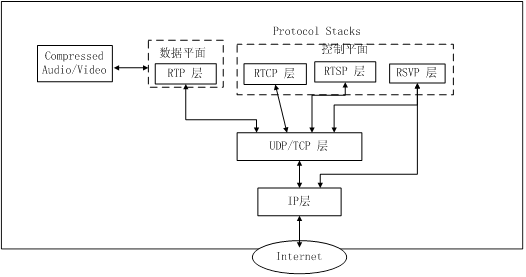 Protocol Stacks
Compressed
Audio/Video
数据平面
控制平面
RTP 层
RTCP 层
RTSP 层
RSVP 层
UDP/TCP 层
IP层
Internet